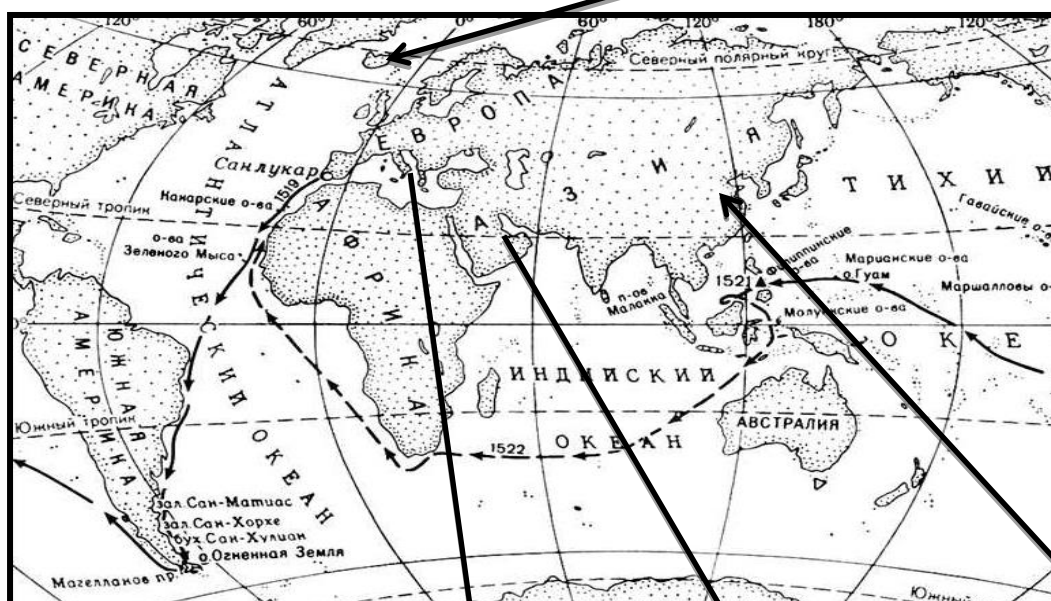 120°
60°
0°
60°
120°
180°
120°
Северный полярный круг
СЕВЕРНАЯ
АМЕРИКА
АТЛАНТИЧЕСКИЙ ОКЕАН
ЕВРОПА
АЗИЯ
Санлукар
1519
Канарские о-ва
Северный тропик
о-ва
Зеленого Мыса
АФРИКА
ТИХИЙ
ОКЕ
Гавайские о-
Филиппинские
о-ва
1521
Марианские о-ва
о.Гуам
Маршалловы о-
п-ов
Малакка
Молуккские о-ва
0°
ЮЖНАЯ
АМЕРИКА
ИНДИЙСКИЙ
ОКЕАН
АВСТРАЛИЯ
Южный тропик
1522
зал.Сан-Матиас
зал.Сан-Хорхе
бух.Сан-Хулиан
о.Огненная Земля
Магелланов пр.
Южный